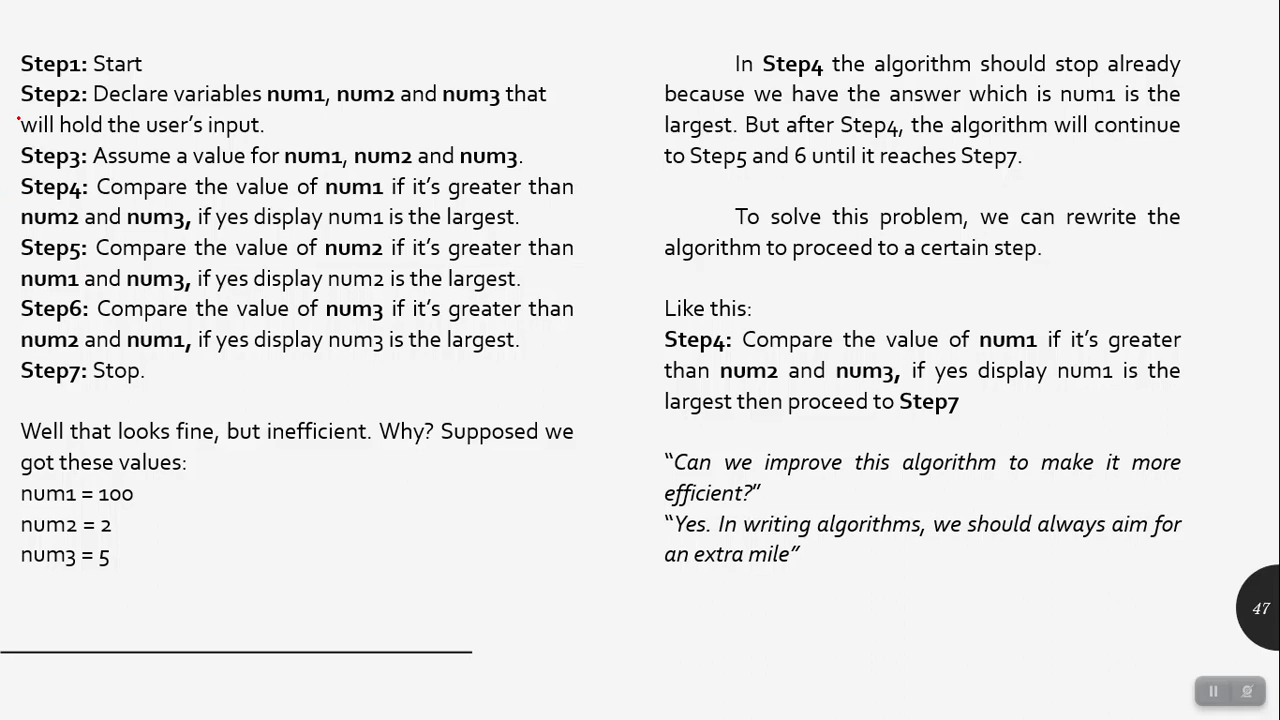 Step1: Start
Step2: Declare variables num1, num2 and num3 that
will hold the user's input.
Step3: Assume a value for num1, num2 and num3.
Step4: Compare the value of num1 if it's greater than
num2 and num3, if yes display num1 is the largest.
Step5: Compare the value of num2 if it's greater than
num1 and num3, if yes display num2 is the largest.
Step6: Compare the value of num3 if it's greater than
num2 and num1, if yes display num3 is the largest.
Step7: Stop.
Well that looks fine, but inefficient. Why? Supposed we
got these values:
num1 = 100
num2 = 2
num3 = 5
In Step4 the algorithm should stop already
because we have the answer which is num1 is the
largest. But after Step4, the algorithm will continue
to Step5 and 6 until it reaches Step7.
To solve this problem, we can rewrite the
algorithm to proceed to a certain step.
Like this:
Step4: Compare the value of num1 if it's greater
than num2 and num3, if yes display num1 is the
largest then proceed to Step7
"Can we improve this algorithm to make it more
efficient?"
"Yes. In writing algorithms, we should always aim for
an extra mile"
47